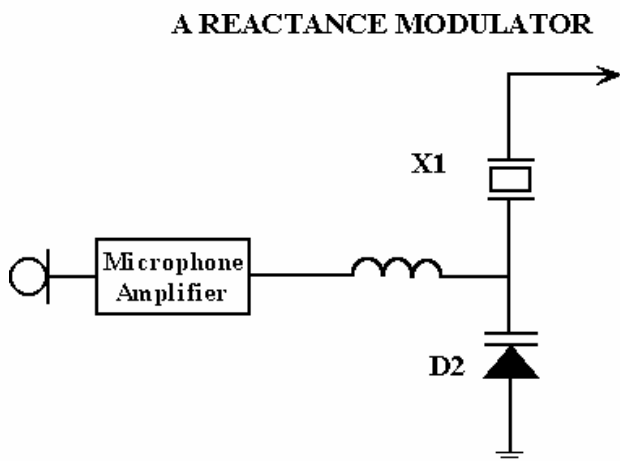 A REACTANCE MODULATOR
X1
Microphone
Amplifier
D2